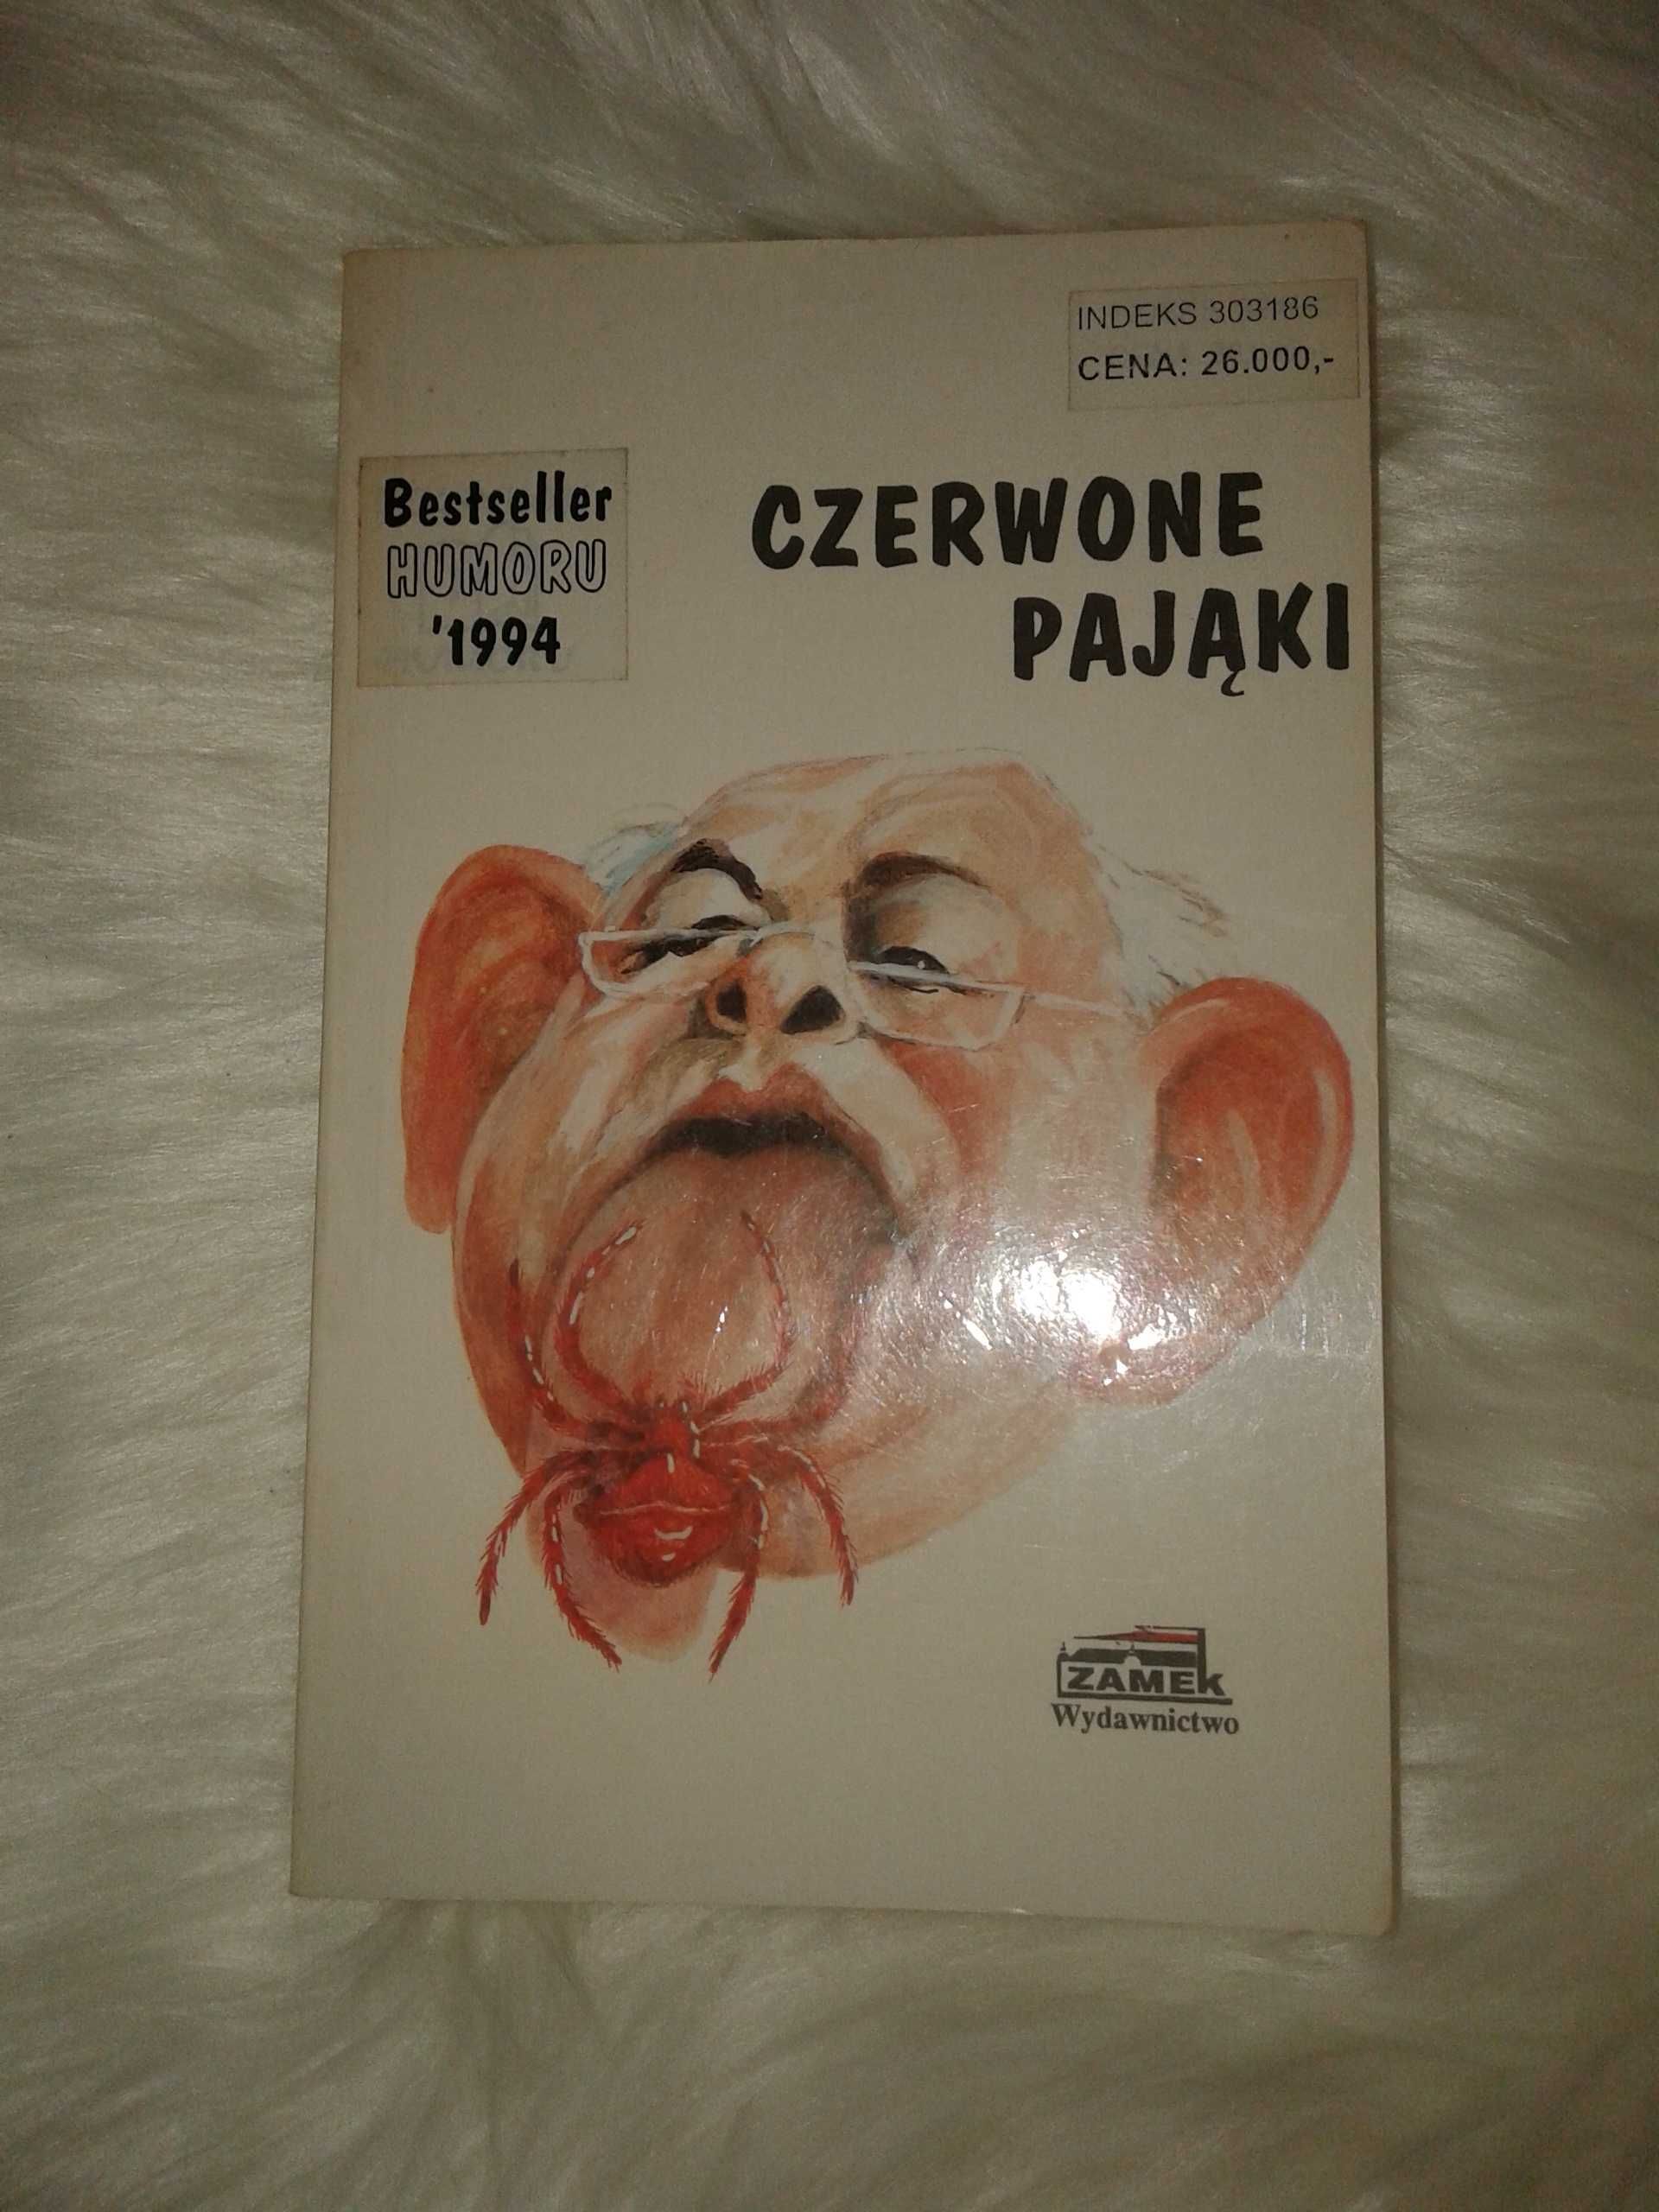 INDEKS 303186
CENA: 26.000,-
Bestseller
HUMORU
'1994
CZERWONE
PAJĄKI
ZAMEK
Wydawnictwo